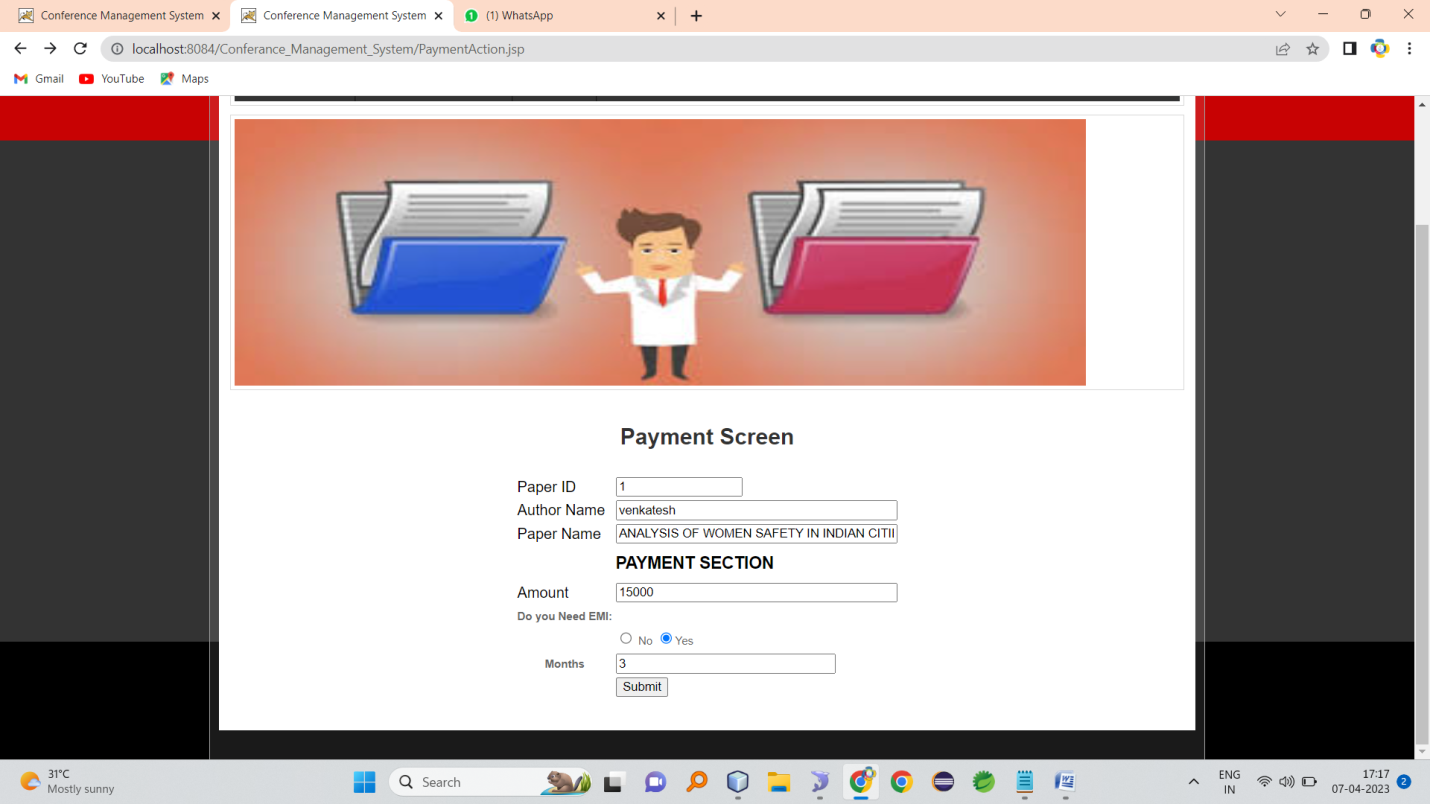 Conference Management System
Conference Management System
(1) WhatsApp
localhost:8084/Conferance_Management_System/PaymentAction.jsp
Gmail YouTube Maps
Payment Screen
Paper ID 1
Author Name venkatesh
Paper Name ANALYSIS OF WOMEN SAFETY IN INDIAN CITII
PAYMENT SECTION
Amount 15000
Do you Need EMI:
No Yes
Months 3
Submit
31°C
Mostly sunny
Search
ENG
IN
17:17
07-04-2023
2